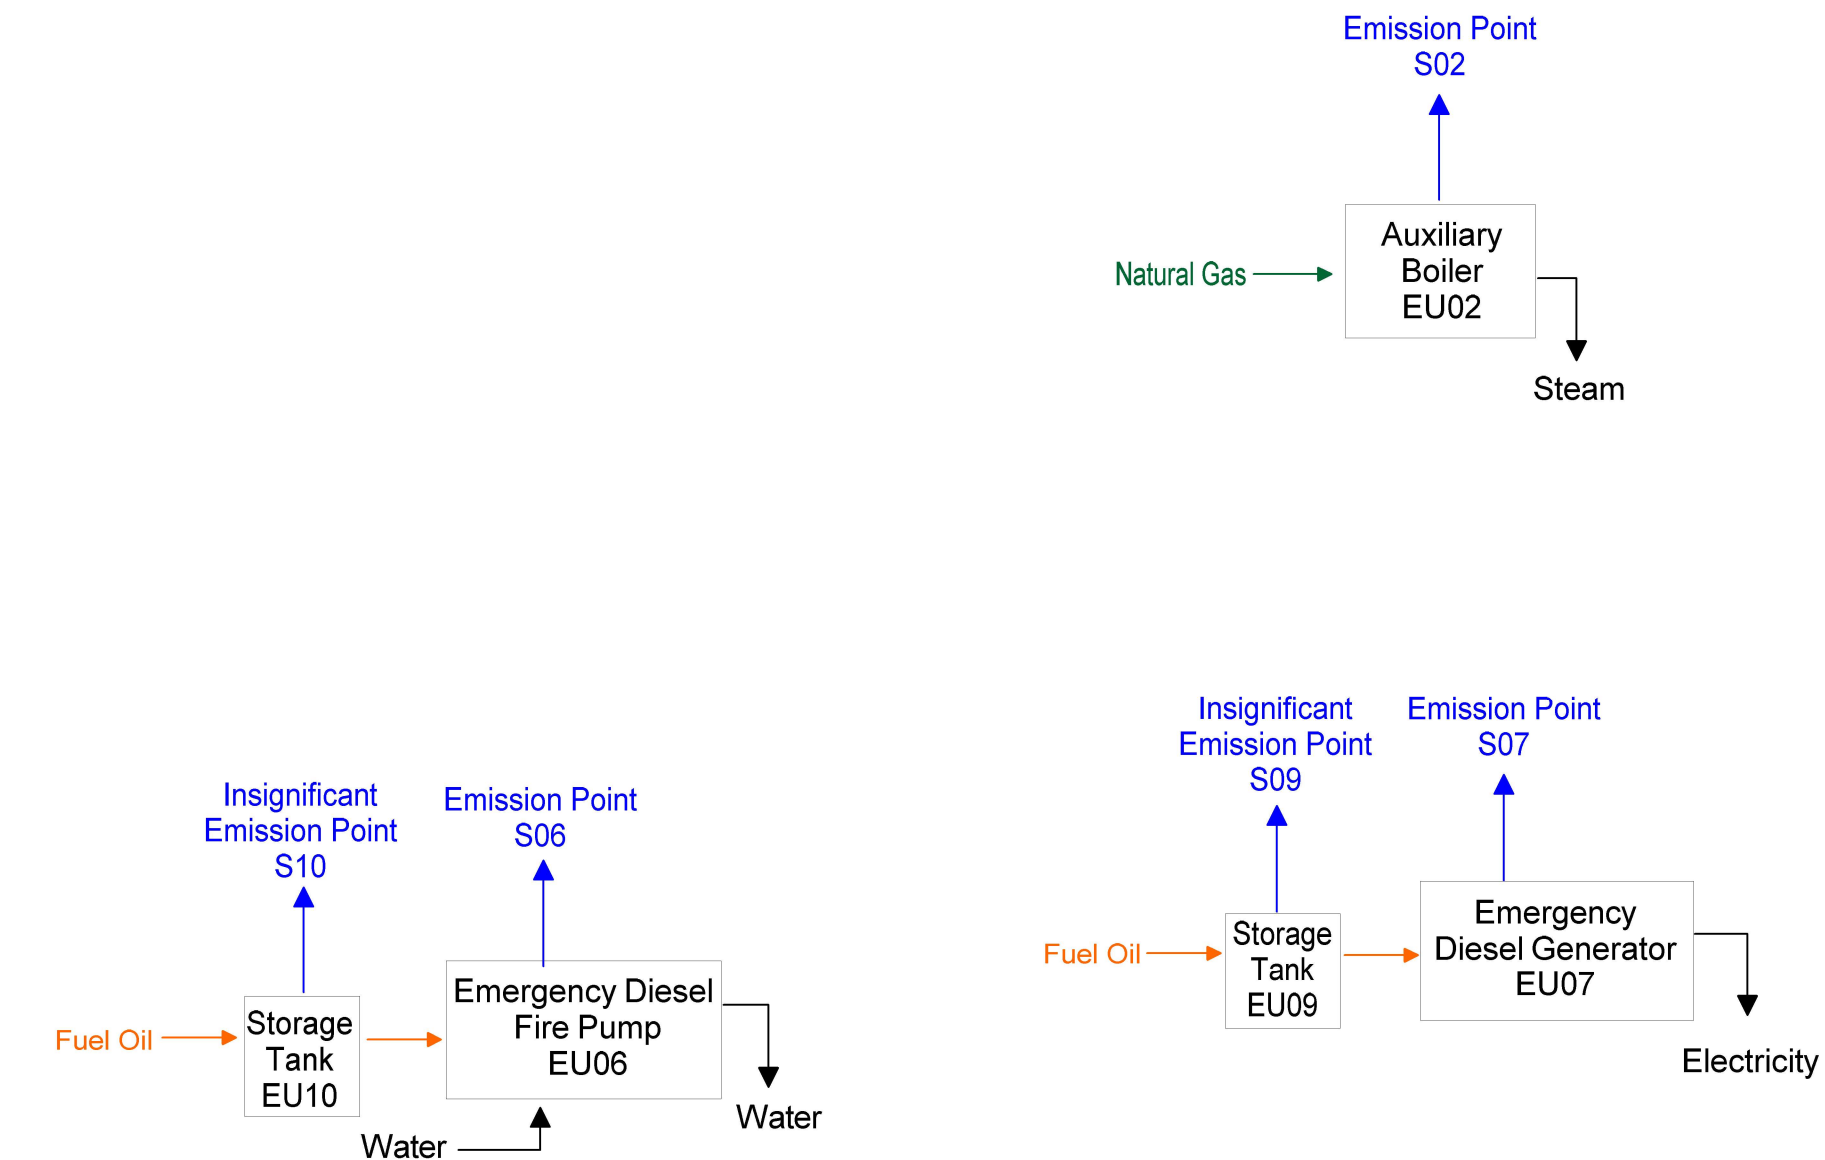 Emission Point
S02
Auxiliary
Boiler
EU02
Natural Gas
Steam
Insignificant
Emission Point
S10
Emission Point
S06
Fuel Oil
Storage
Tank
EU10
Emergency Diesel
Fire Pump
EU06
Water
Water
Insignificant
Emission Point
S09
Emission Point
S07
Fuel Oil
Storage
Tank
EU09
Emergency
Diesel Generator
EU07
Electricity